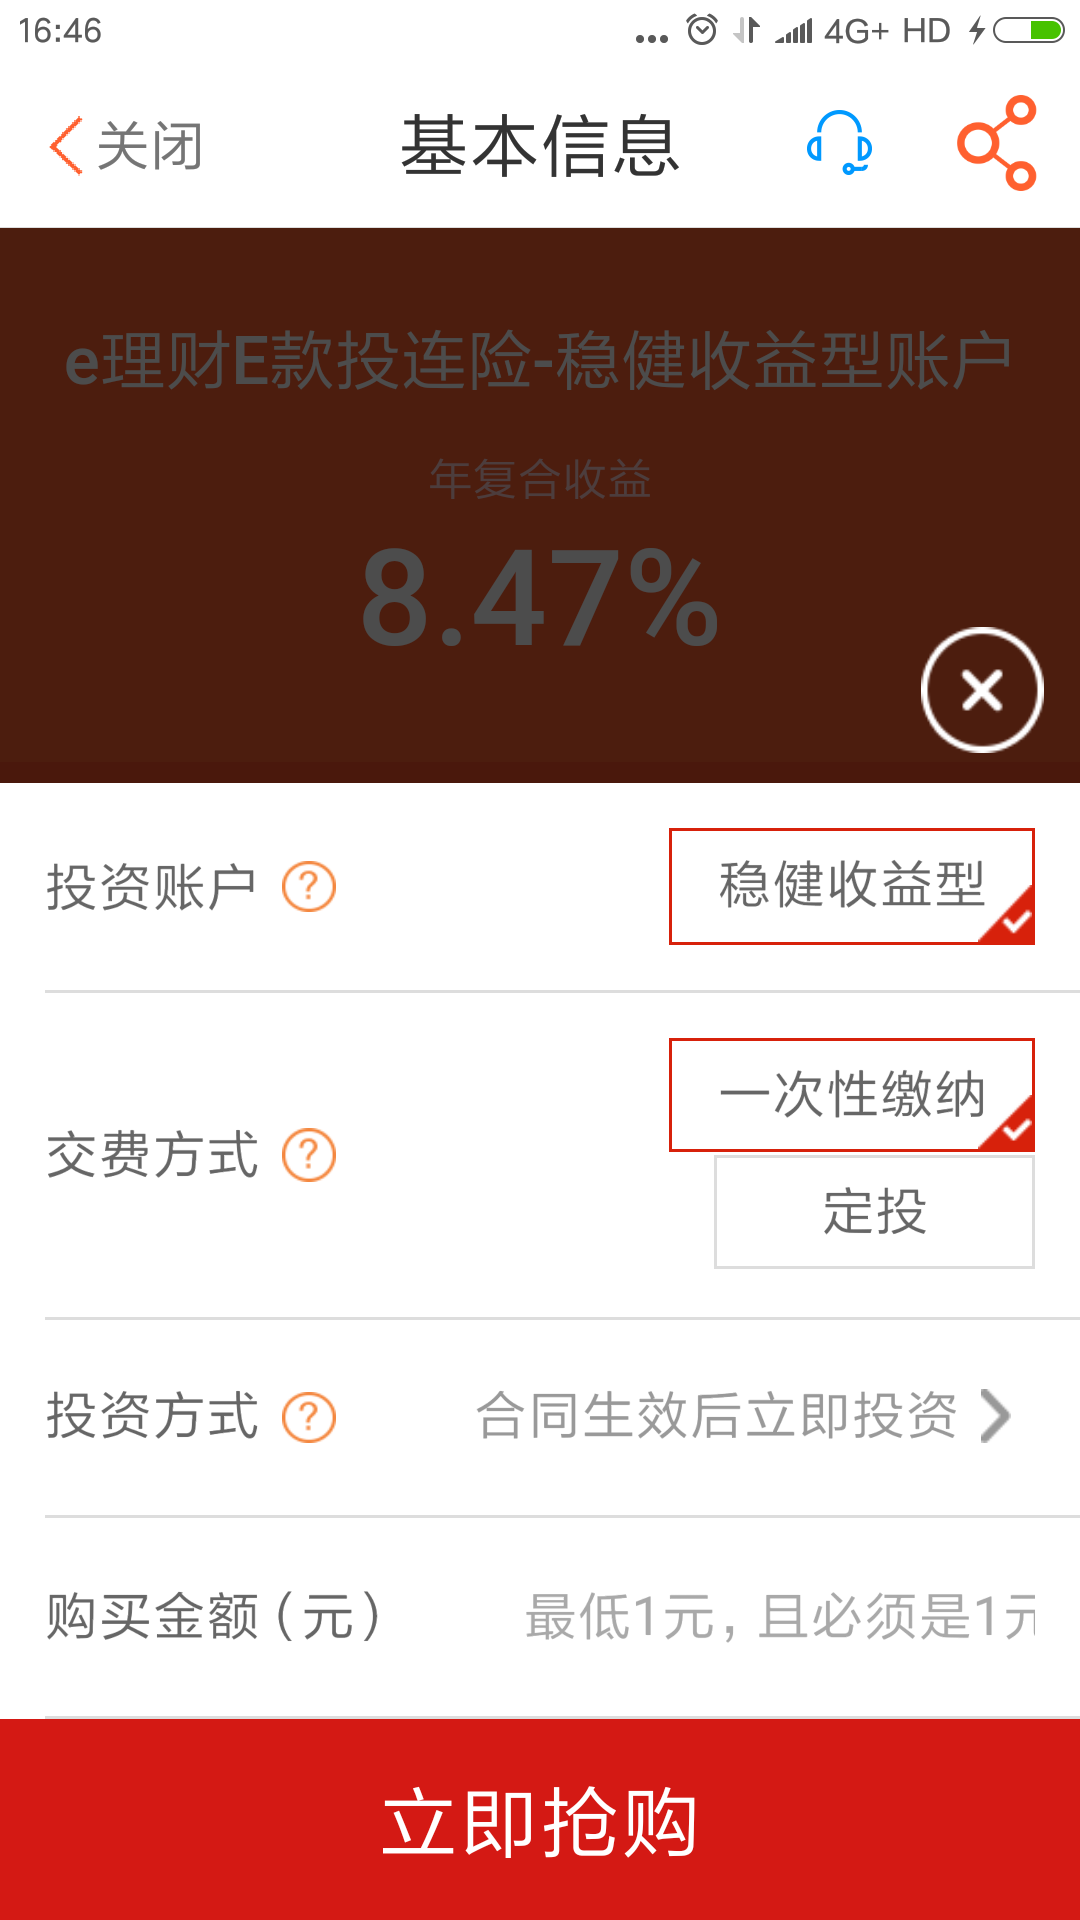 16:46 ... 4G+ HD
关闭 基本信息
e理财E款投连险-稳健收益型账户
年复合收益
8.47%
投资账户 ? 稳健收益型
一次性缴纳
交费方式 ?
定投
投资方式 ? 合同生效后立即投资
购买金额(元) 最低1元, 且必须是1元
立即抢购